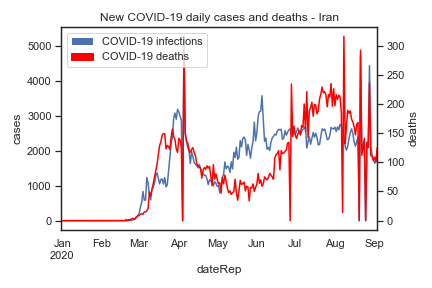 New COVID-19 daily cases and deaths - Iran
COVID-19 infections
COVID-19 deaths
5000
4000
3000
2000
1000
0
cases
300
250
200
150
100
50
0
deaths
Jan Feb Mar Apr May Jun Jul Aug Sep
2020
dateRep